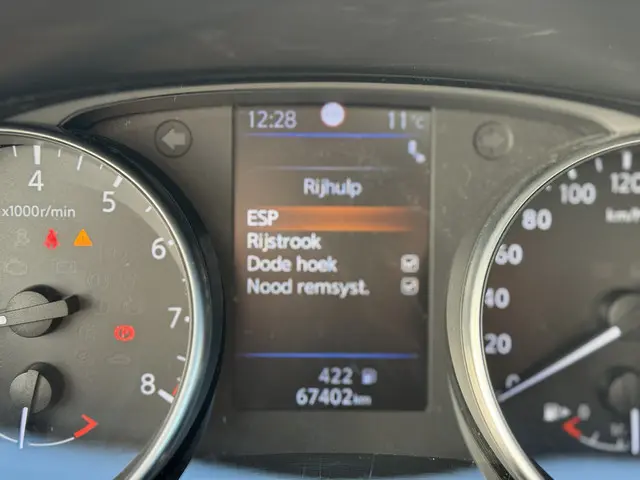 12:28 11°C
Rijhulp
ESP
Rijstrook
Dode hoek
Nood remsyst.
422
67402km
4
5
x1000r/min
6
7
8
120
100
80
km/h
60
40
20
0